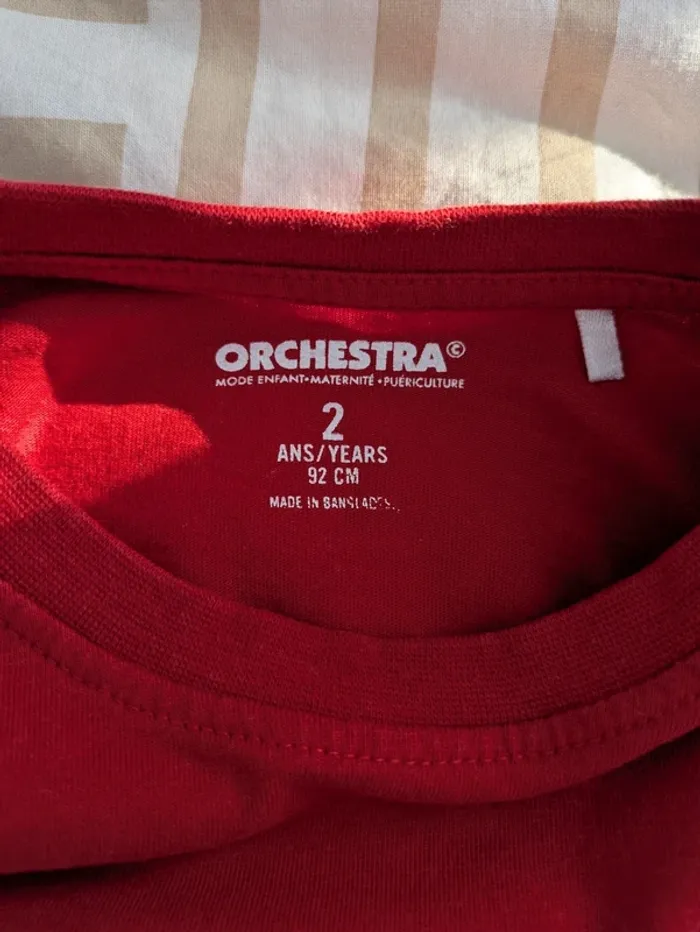 ORCHESTRA©
MODE ENFANT•MATERNITÉ•PUÉRICULTURE
2
ANS/YEARS
92 CM
MADE IN